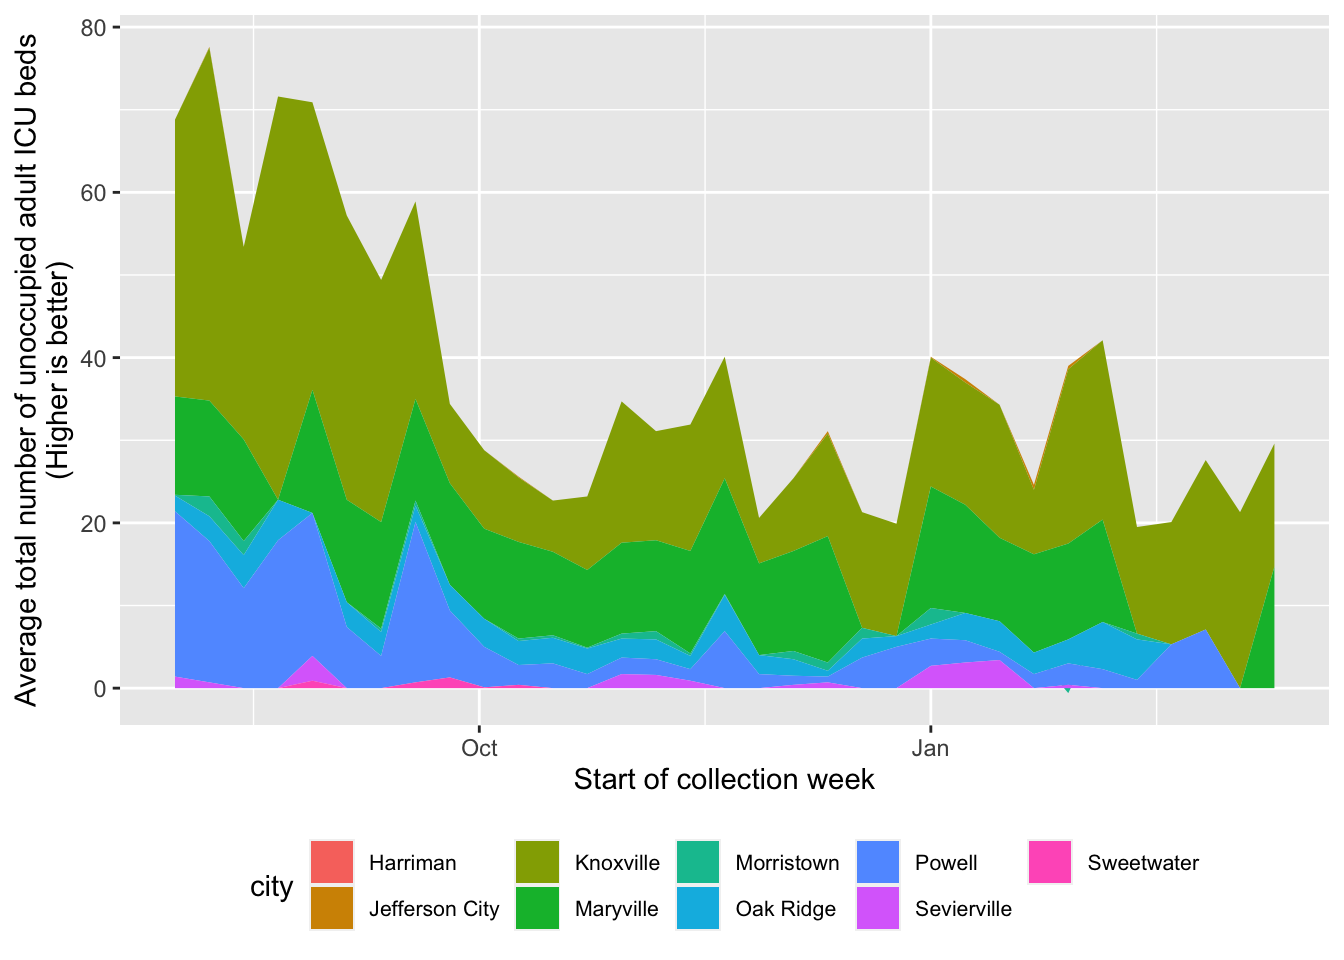 Average total number of unoccupied adult ICU beds
(Higher is better)
80
60
40
20
0
Oct
Jan
Start of collection week
city
Harriman
Knoxville
Morristown
Powell
Sweetwater
Jefferson City
Maryville
Oak Ridge
Sevierville